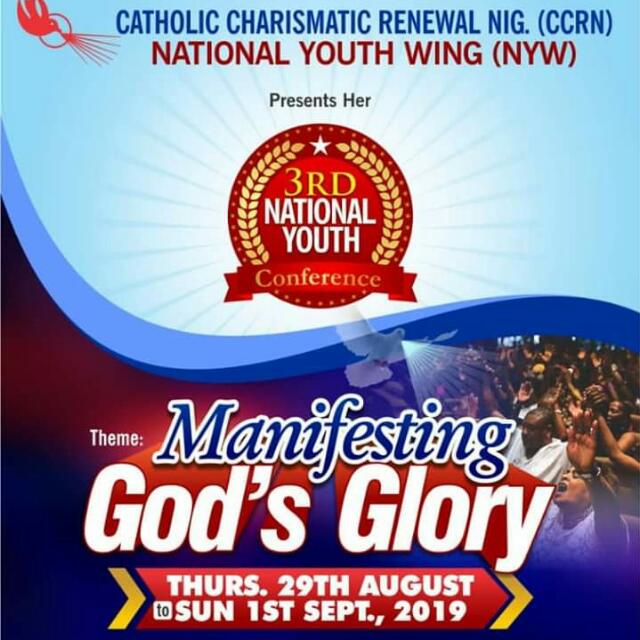 CATHOLIC CHARISMATIC RENEWAL NIG. (CCRN)
NATIONAL YOUTH WING (NYW)
Presents Her
3RD
NATIONAL
YOUTH
Conference
Theme: Manifesting
God's Glory
THURS. 29TH AUGUST
to SUN 1ST SEPT., 2019